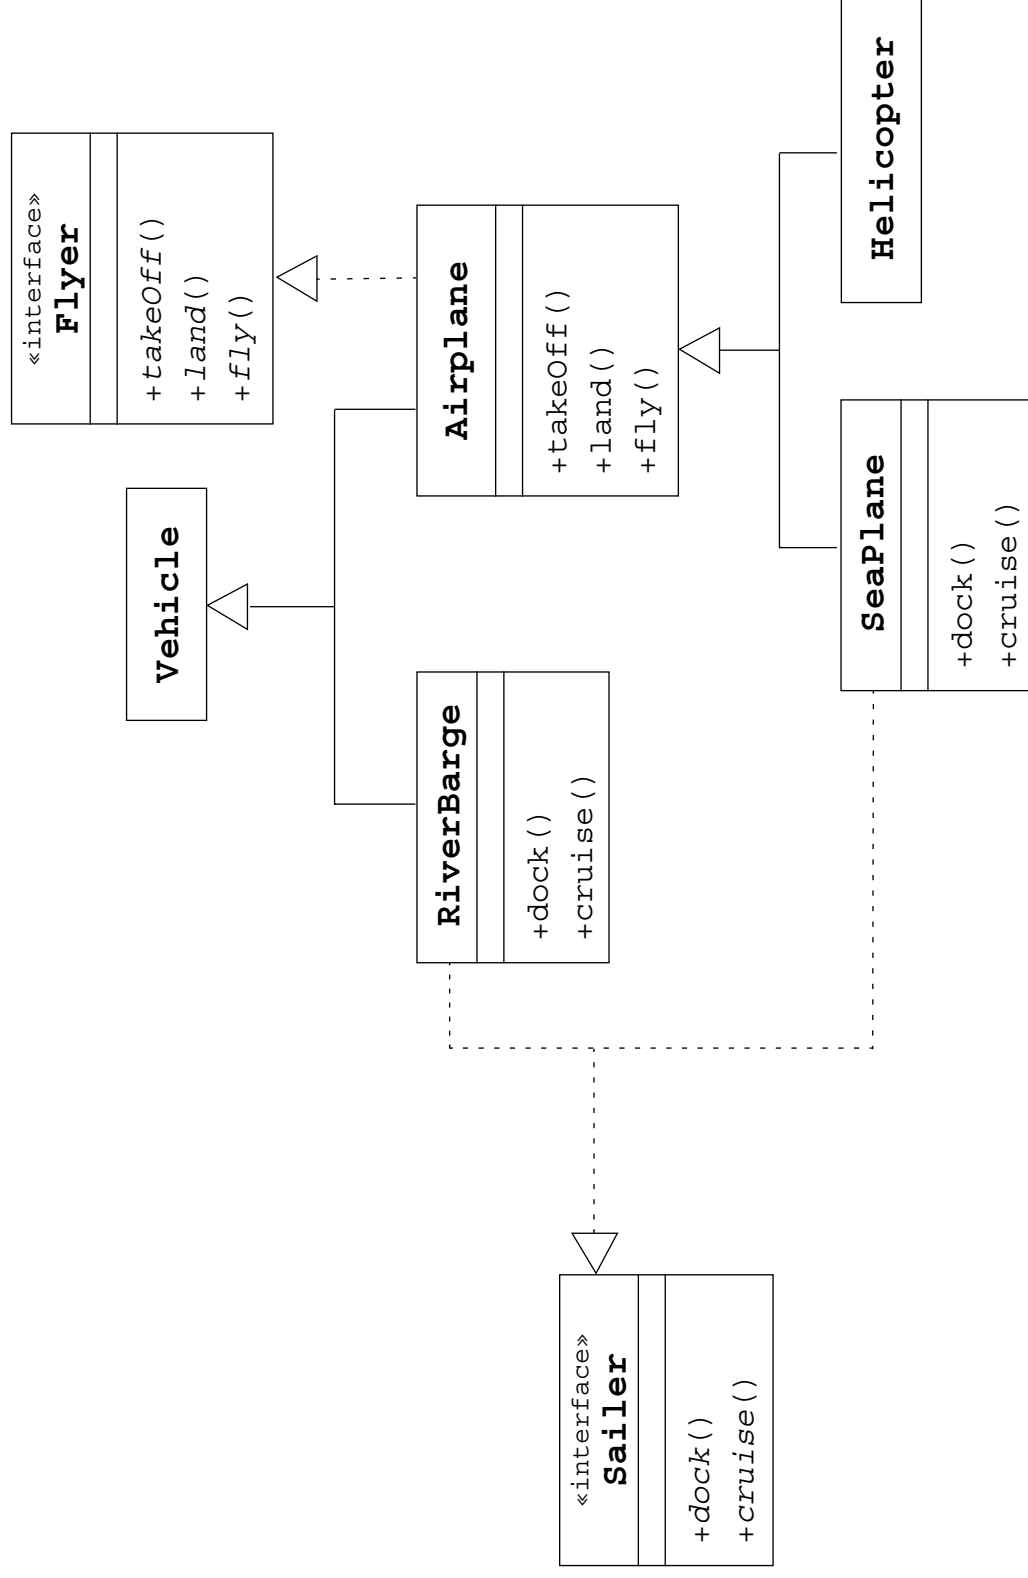 «interface»
Flyer
+takeOff()
+land()
+fly()
Vehicle
Airplane
+takeOff()
+land()
+fly()
RiverBarge
+dock()
+cruise()
«interface»
Sailer
+dock()
+cruise()
SeaPlane
+dock()
+cruise()
Helicopter